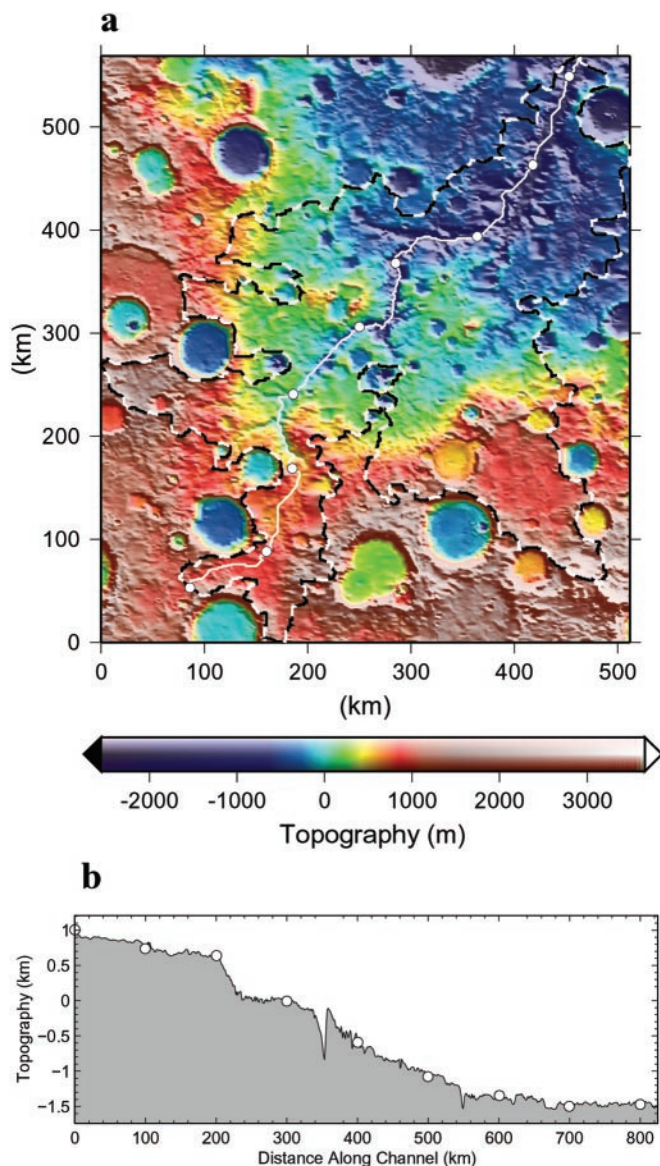 a
500
400
300
200
100
0
(km)
0 100 200 300 400 500
(km)
-2000 -1000 0 1000 2000 3000
Topography (m)
b
1
0.5
0
−0.5
−1
−1.5
Topography (km)
0 100 200 300 400 500 600 700 800
Distance Along Channel (km)